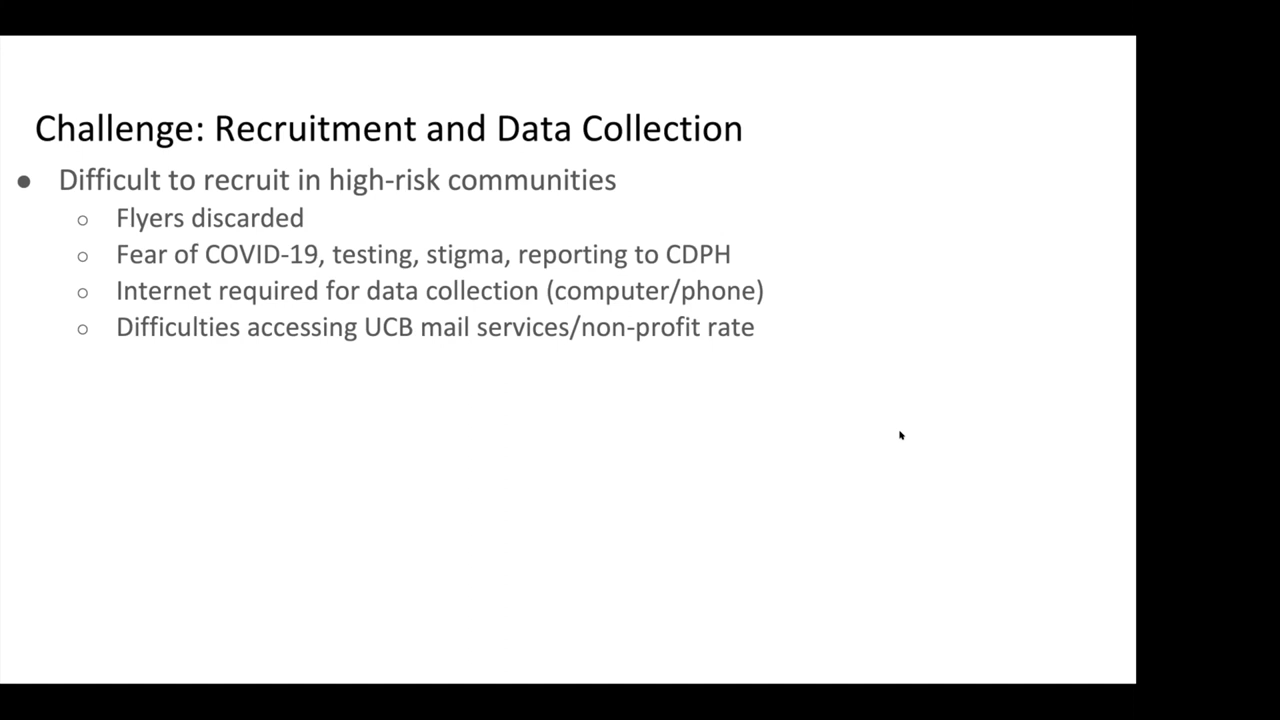 Challenge: Recruitment and Data Collection
● Difficult to recruit in high-risk communities
○ Flyers discarded
○ Fear of COVID-19, testing, stigma, reporting to CDPH
○ Internet required for data collection (computer/phone)
○ Difficulties accessing UCB mail services/non-profit rate